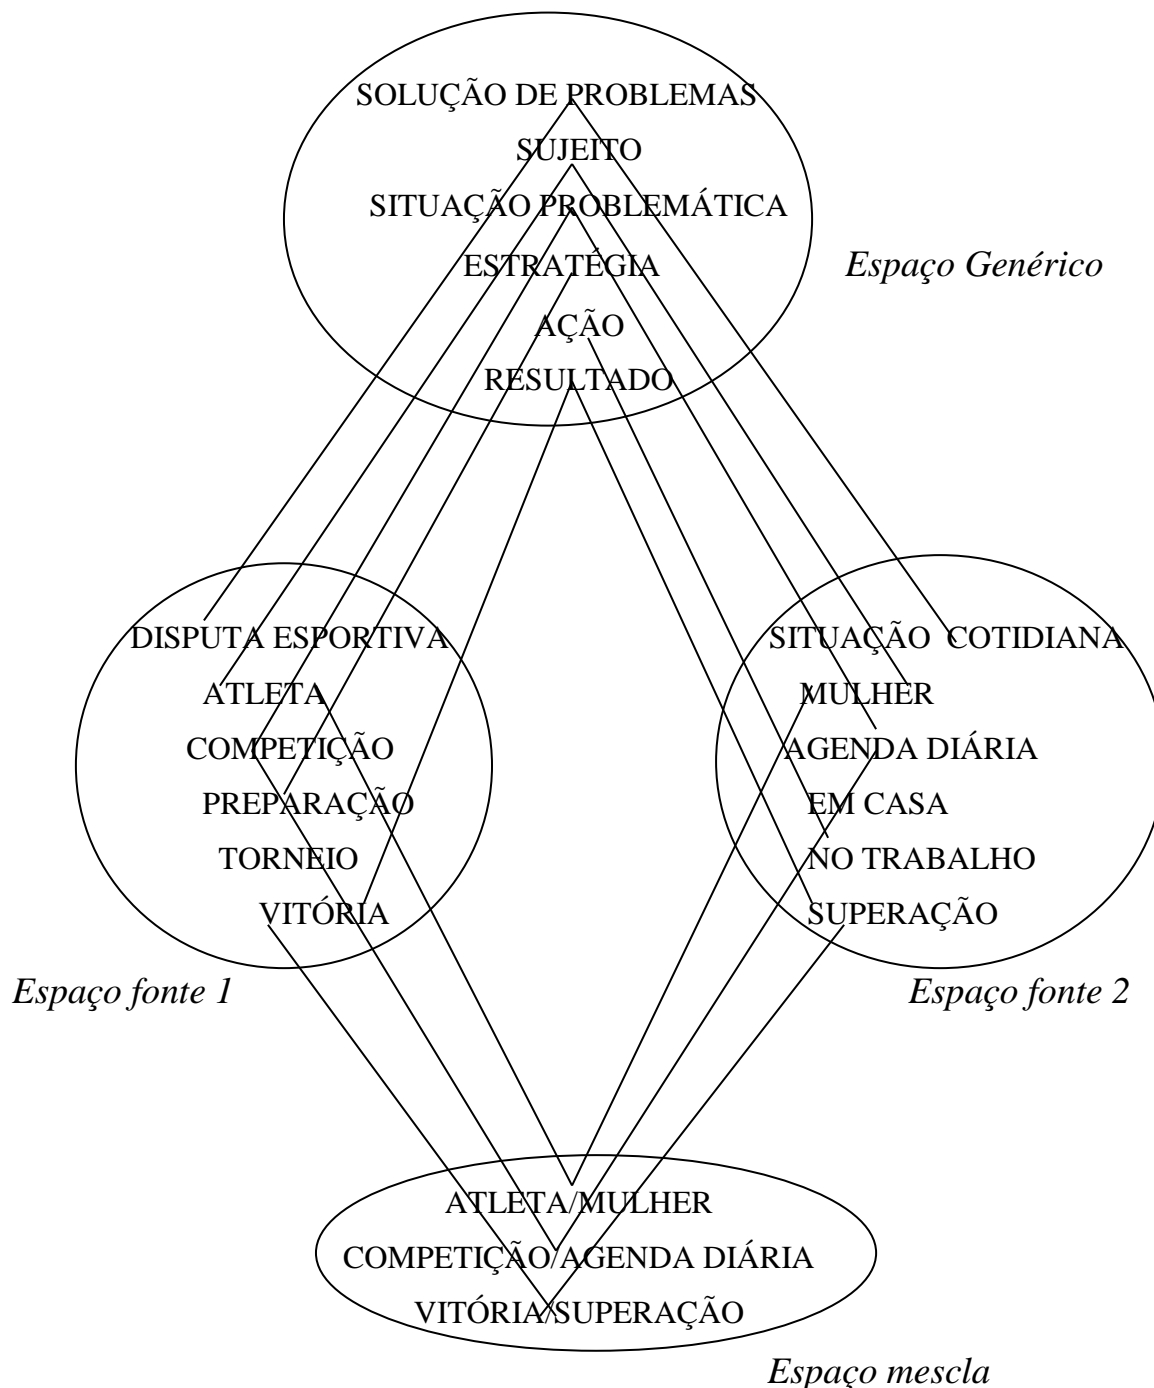 SOLUÇÃO DE PROBLEMAS
SUJEITO
SITUAÇÃO PROBLEMÁTICA
ESTRATÉGIA
AÇÃO
RESULTADO
Espaço Genérico
DISPUTA ESPORTIVA
ATLETA
COMPETIÇÃO
PREPARAÇÃO
TORNEIO
VITÓRIA
Espaço fonte 1
SITUAÇÃO COTIDIANA
MULHER
AGENDA DIÁRIA
EM CASA
NO TRABALHO
SUPERAÇÃO
Espaço fonte 2
ATLETA/MULHER
COMPETIÇÃO/AGENDA DIÁRIA
VITÓRIA/SUPERAÇÃO
Espaço mescla